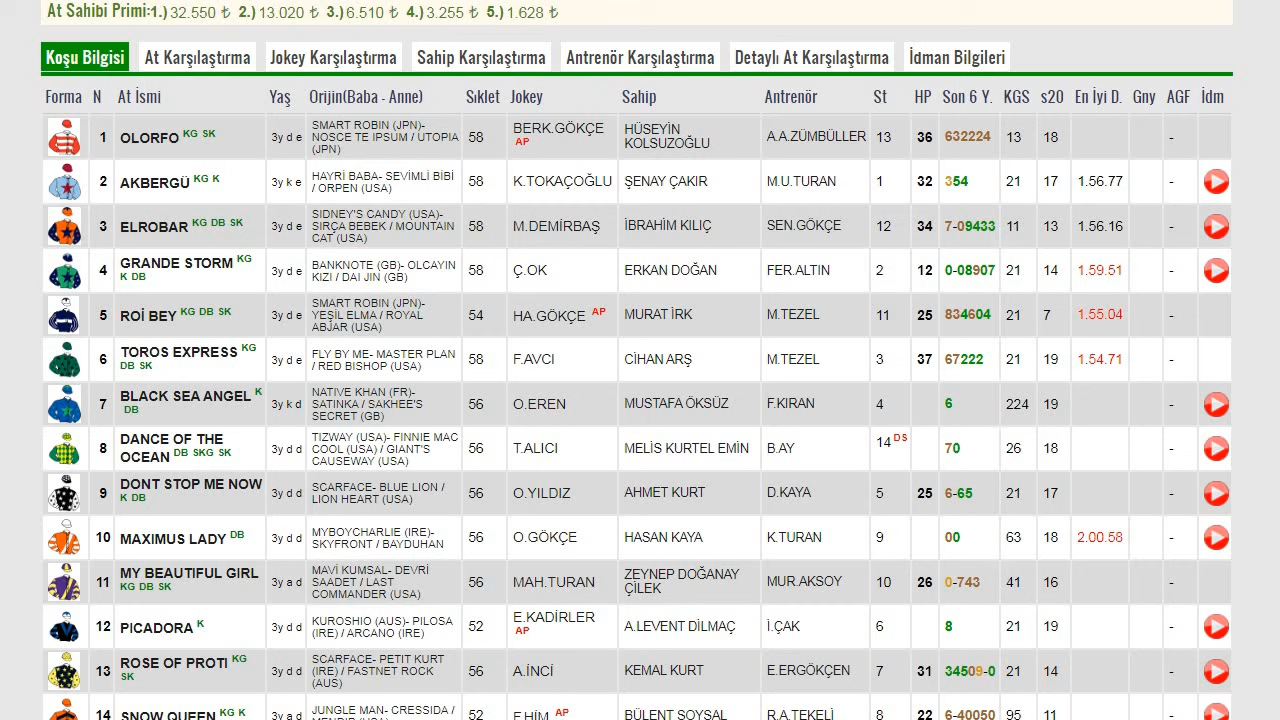 At Sahibi Primi:1.) 32.550 ₺ 2.) 13.020 ₺ 3.) 6.510 ₺ 4.) 3.255 ₺ 5.) 1.628 ₺
Koşu Bilgisi At Karşılaştırma Jokey Karşılaştırma Sahip Karşılaştırma Antrenör Karşılaştırma Detaylı At Karşılaştırma İdman Bilgileri
Forma N At İsmi Yaş Orijin(Baba - Anne) Sıklet Jokey Sahip Antrenör St HP Son 6 Y. KGS s20 En İyi D. Gny AGF İdm
1 OLORFO KG SK 3y d e SMART ROBIN (JPN)- NOSCE TE IPSUM / UTOPIA (JPN) 58 BERK.GÖKÇE AP HÜSEYİN KOLSUZOĞLU A.A.ZÜMBÜLLER 13 36 632224 13 18 -
2 AKBERGÜ KG K 3y k e HAYRİ BABA- SEVİMLİ BİBİ / ORPEN (USA) 58 K.TOKAÇOĞLU ŞENAY ÇAKIR M.U.TURAN 1 32 354 21 17 1.56.77 -
3 ELROBAR KG DB SK 3y d e SIDNEY'S CANDY (USA)- SIRÇA BEBEK / MOUNTAIN CAT (USA) 58 M.DEMİRBAŞ İBRAHİM KILIÇ SEN.GÖKÇE 12 34 7-09433 11 13 1.56.16 -
4 GRANDE STORM KG K DB 3y d e BANKNOTE (GB)- OLCAYIN KIZI / DAI JIN (GB) 58 Ç.OK ERKAN DOĞAN FER.ALTIN 2 12 0-08907 21 14 1.59.51 -
5 ROİ BEY KG DB SK 3y d e SMART ROBIN (JPN)- YEŞİL ELMA / ROYAL ABJAR (USA) 54 HA.GÖKÇE AP MURAT İRK M.TEZEL 11 25 834604 21 7 1.55.04 -
6 TOROS EXPRESS KG DB SK 3y d e FLY BY ME- MASTER PLAN / RED BISHOP (USA) 58 F.AVCI CİHAN ARŞ M.TEZEL 3 37 67222 21 19 1.54.71 -
7 BLACK SEA ANGEL K DB 3y k d NATIVE KHAN (FR)- SATINKA / SAKHEE'S SECRET (GB) 56 O.EREN MUSTAFA ÖKSÜZ F.KIRAN 4 6 224 19 -
8 DANCE OF THE OCEAN DB SKG SK 3y d d TIZWAY (USA)- FINNIE MAC COOL (USA) / GIANT'S CAUSEWAY (USA) 56 T.ALICI MELİS KURTEL EMİN B.AY 14 DS 70 26 18 -
9 DONT STOP ME NOW K DB 3y d d SCARFACE- BLUE LION / LION HEART (USA) 56 O.YILDIZ AHMET KURT D.KAYA 5 25 6-65 21 17 -
10 MAXIMUS LADY DB 3y d d MYBOYCHARLIE (IRE)- SKYFRONT / BAYDUHAN 56 O.GÖKÇE HASAN KAYA K.TURAN 9 00 63 18 2.00.58 -
11 MY BEAUTIFUL GIRL KG DB SK 3y a d MAVİ KUMSAL- DEVRİ SAADET / LAST COMMANDER (USA) 56 MAH.TURAN ZEYNEP DOĞANAY ÇİLEK MUR.AKSOY 10 26 0-743 41 16 -
12 PICADORA K 3y d d KUROSHIO (AUS)- PILOSA (IRE) / ARCANO (IRE) 52 E.KADİRLER AP A.LEVENT DİLMAÇ İ.ÇAK 6 8 21 19 -
13 ROSE OF PROTI KG SK 3y d d SCARFACE- PETIT KURT (IRE) / FASTNET ROCK (AUS) 56 A.İNCİ KEMAL KURT E.ERGÖKÇEN 7 31 34509-0 21 14 -
14 SNOW QUEEN KG K 3y a d JUNGLE MAN- CRESSIDA / 52 E.HİM AP BÜLENT SOYSAL R.A.TEKELİ 8 22 6-40050 95 11 -